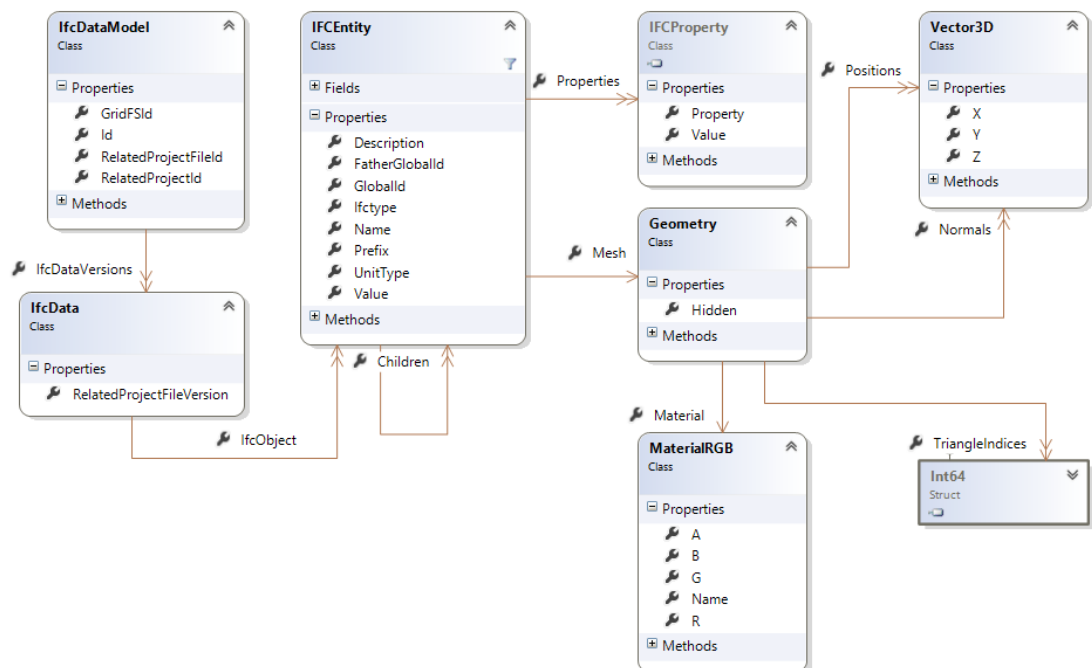 IfcDataModel
Class
Properties
GridFSId
Id
RelatedProjectFileId
RelatedProjectId
Methods
IfcDataVersions
IfcData
Class
Properties
RelatedProjectFileVersion
IfcObject
IFCEntity
Class
Fields
Properties
Description
FatherGlobalId
GlobalId
Ifctype
Name
Prefix
UnitType
Value
Methods
Children
Properties
Mesh
IFCProperty
Class
Properties
Property
Value
Methods
Geometry
Class
Properties
Hidden
Methods
Material
MaterialRGB
Class
Properties
A
B
G
Name
R
Methods
Positions
Vector3D
Class
Properties
X
Y
Z
Methods
Normals
TriangleIndices
Int64
Struct